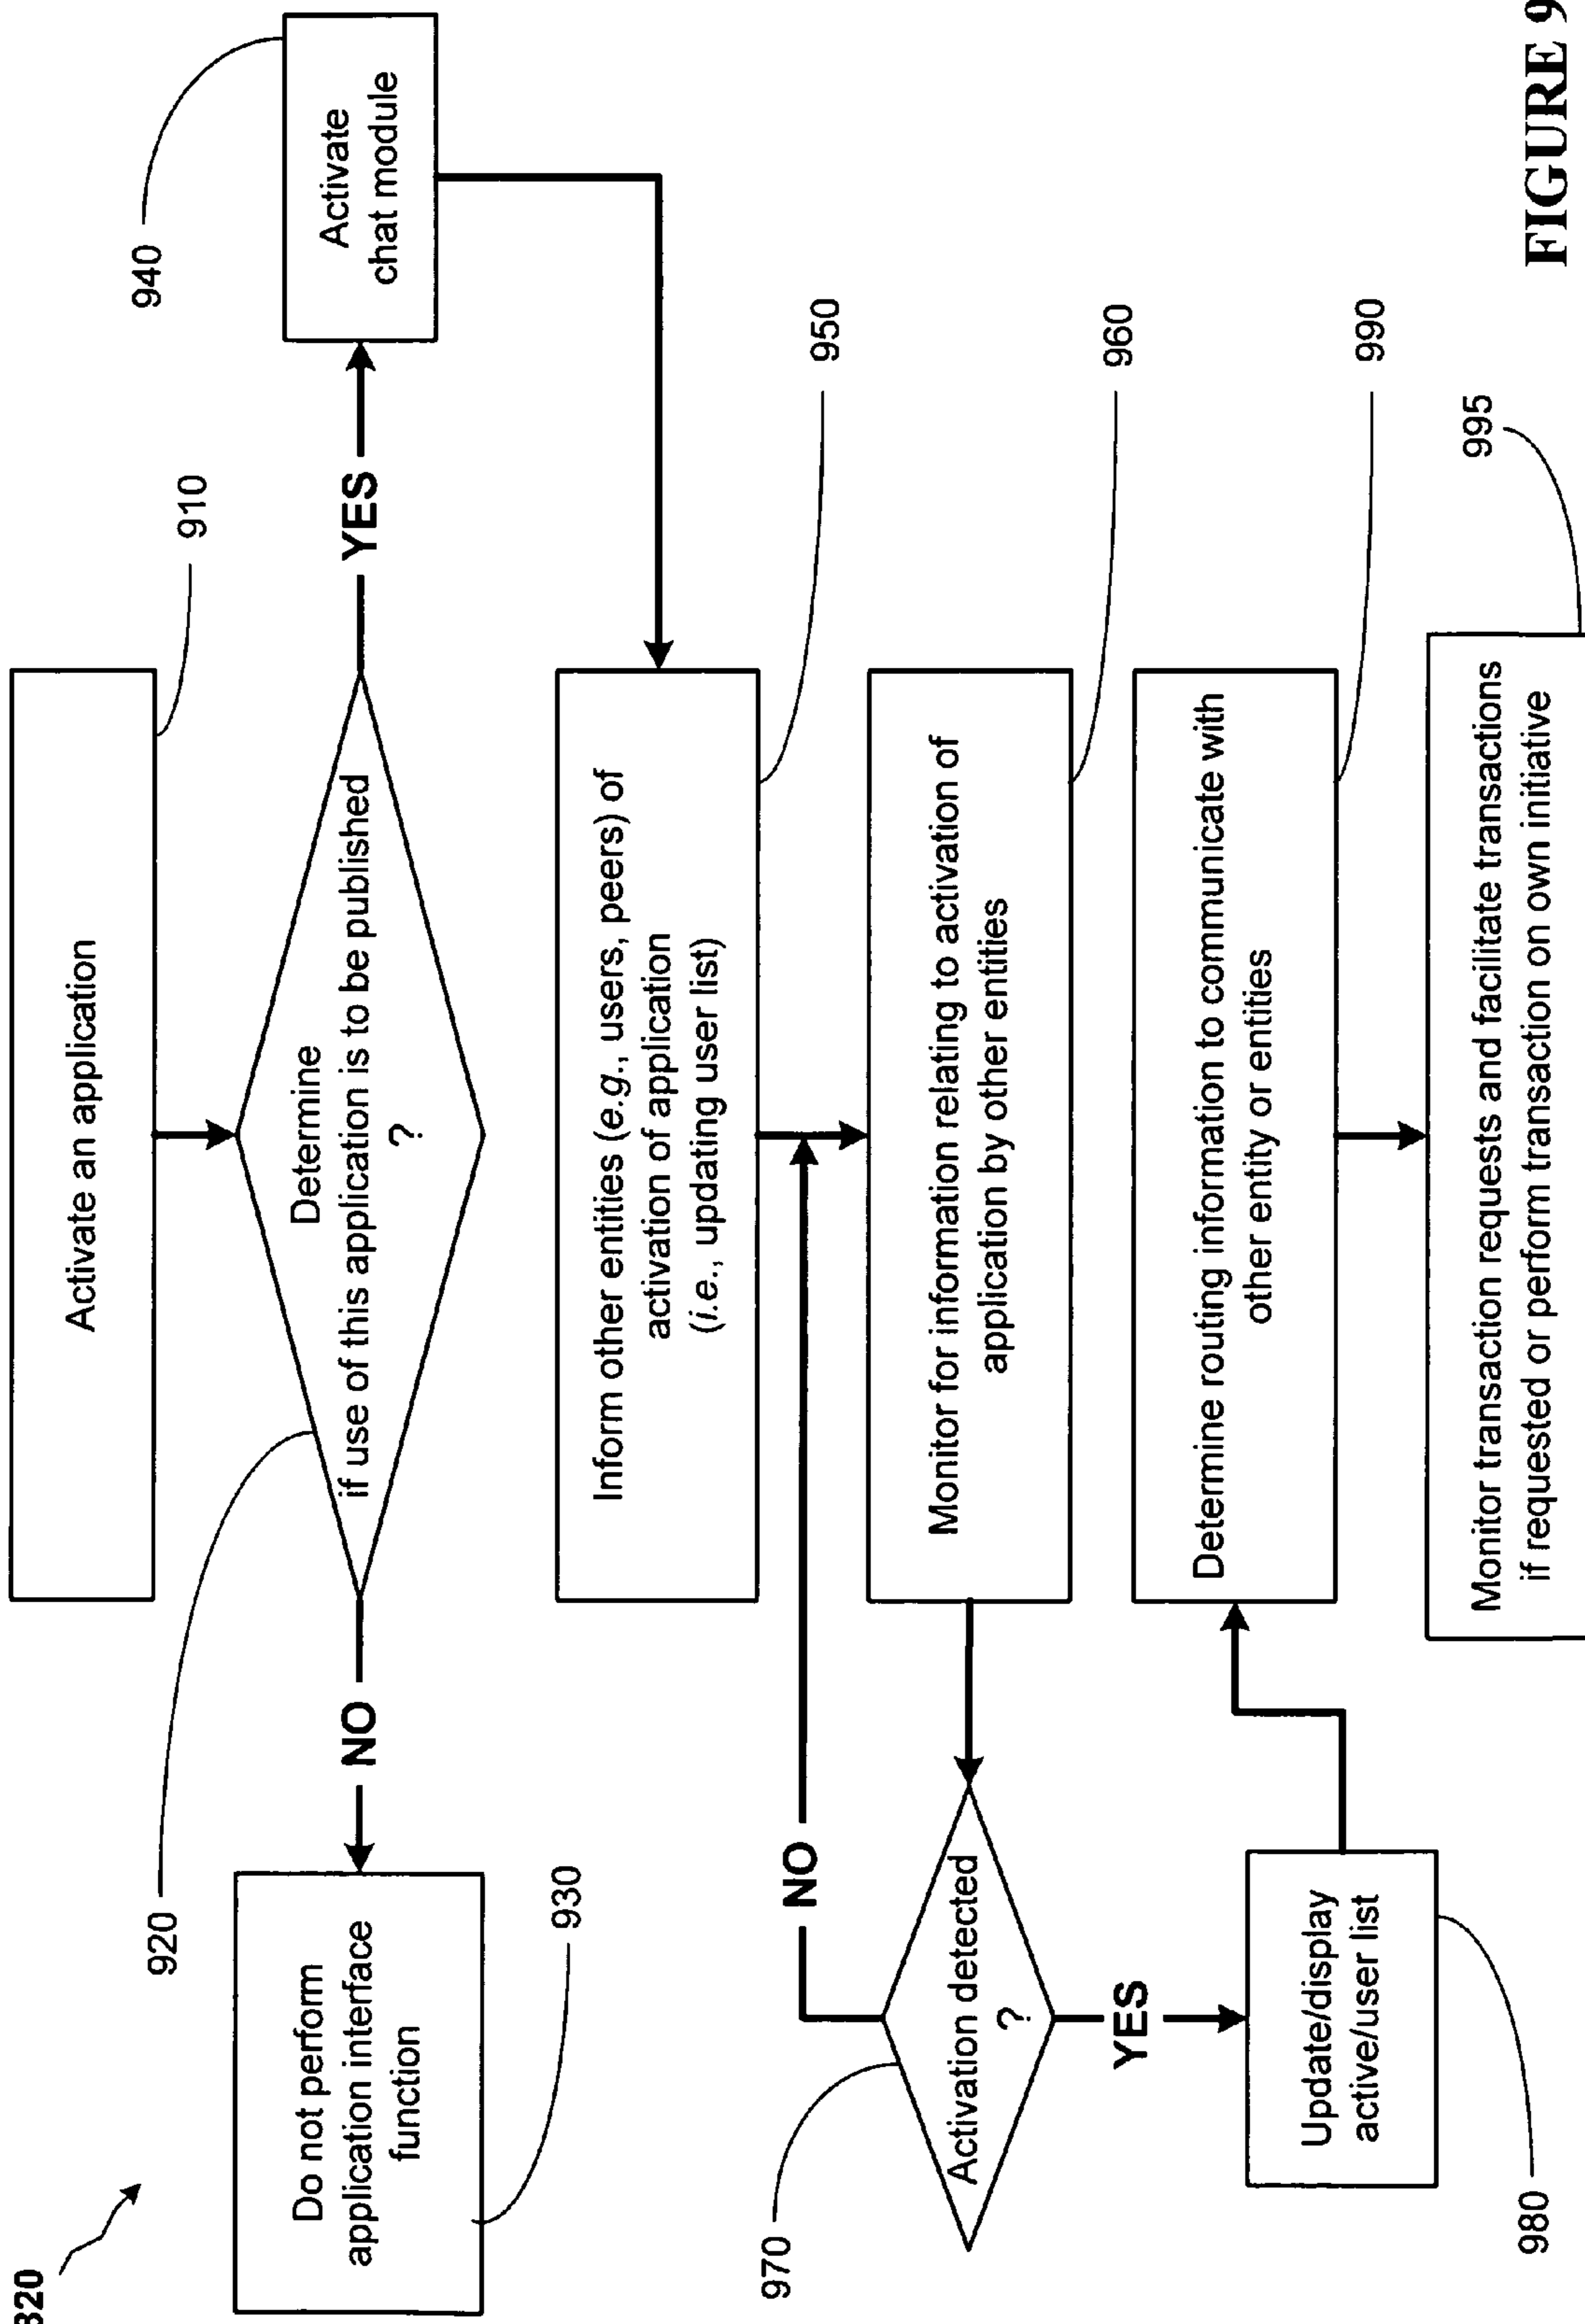 Activate an application
910
920
Determine
if use of this application is to be published
?
NO
YES
Do not perform
application interface
function
930
940
Activate
chat module
Inform other entities (e.g., users, peers) of
activation of application
(i.e., updating user list)
950
NO
Monitor for information relating to activation of
application by other entities
960
970
Activation detected
?
YES
Update/display
active/user list
980
Determine routing information to communicate with
other entity or entities
990
Monitor transaction requests and facilitate transactions
if requested or perform transaction on own initiative
995
FIGURE 9